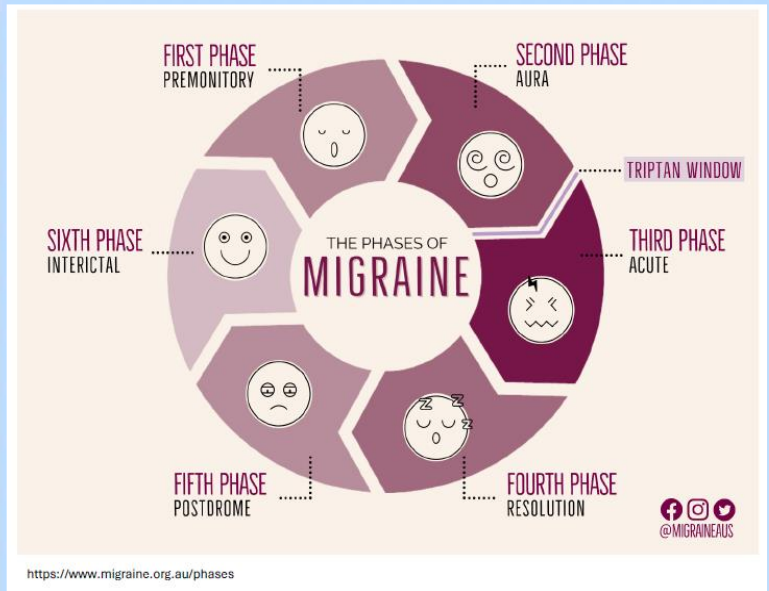 FIRST PHASE
PREMONITORY
SECOND PHASE
AURA
TRIPTAN WINDOW
SIXTH PHASE
INTERICTAL
THE PHASES OF
MIGRAINE
THIRD PHASE
ACUTE
Z Z Z
FIFTH PHASE
POSTDROME
FOURTH PHASE
RESOLUTION
@MIGRAINEAUS
https://www.migraine.org.au/phases